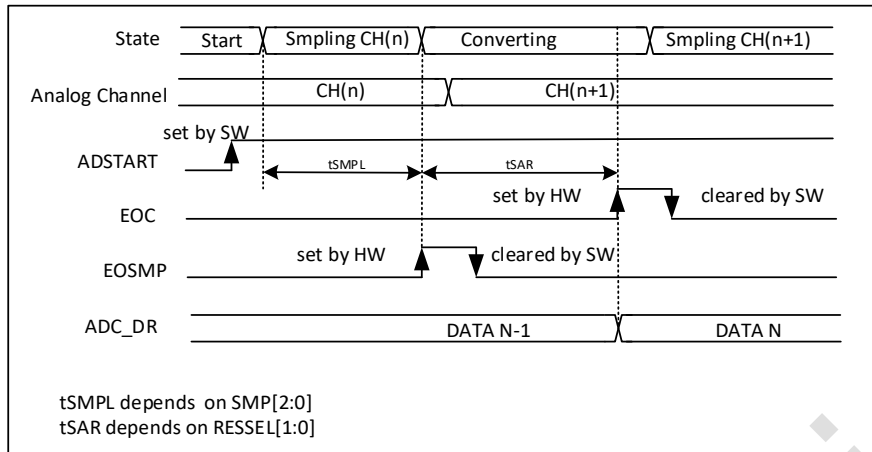 State Start Smpling CH(n) Converting Smpling CH(n+1)
Analog Channel CH(n) CH(n+1)
set by SW
ADSTART
tSMPL tSAR
set by HW cleared by SW
EOC
set by HW cleared by SW
EOSMP
ADC_DR DATA N-1 DATA N
tSMPL depends on SMP[2:0]
tSAR depends on RESSEL[1:0]